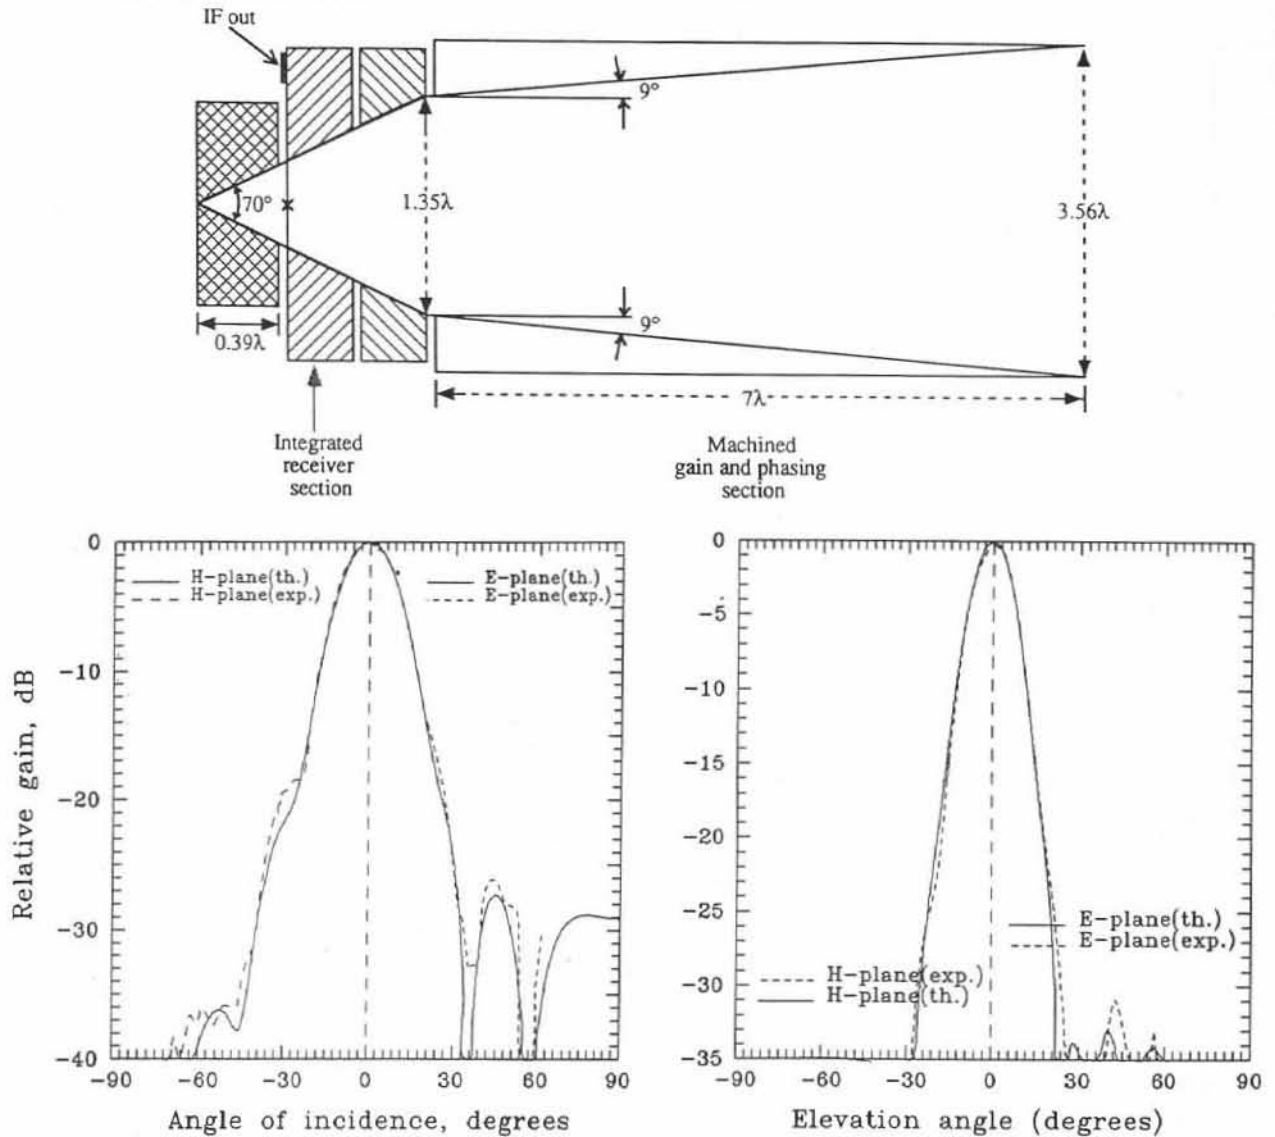 IF out
9°
70°
1.35λ
3.56λ
9°
0.39λ
7λ
Integrated
receiver
section
Machined
gain and phasing
section
Relative gain, dB
0
-10
-20
-30
-40
H-plane(th.)
H-plane(exp.)
E-plane(th.)
E-plane(exp.)
-90 -60 -30 0 30 60 90
Angle of incidence, degrees
0
-5
-10
-15
-20
-25
-30
-35
E-plane(th.)
E-plane(exp.)
H-plane(exp.)
H-plane(th.)
-90 -60 -30 0 30 60 90
Elevation angle (degrees)